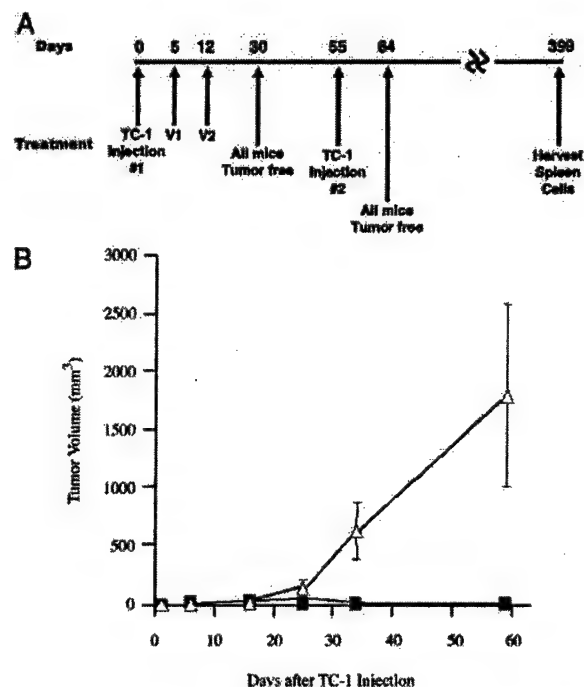 A
Days 0 5 12 30 55 64 399
Treatment
TC-1
Injection
#1
V1
V2
All mice
Tumor free
TC-1
Injection
#2
All mice
Tumor free
Harvest
Spleen
Cells
B
Tumor Volume (mm³)
3000
2500
2000
1500
1000
500
0
0 10 20 30 40 50 60
Days after TC-1 Injection